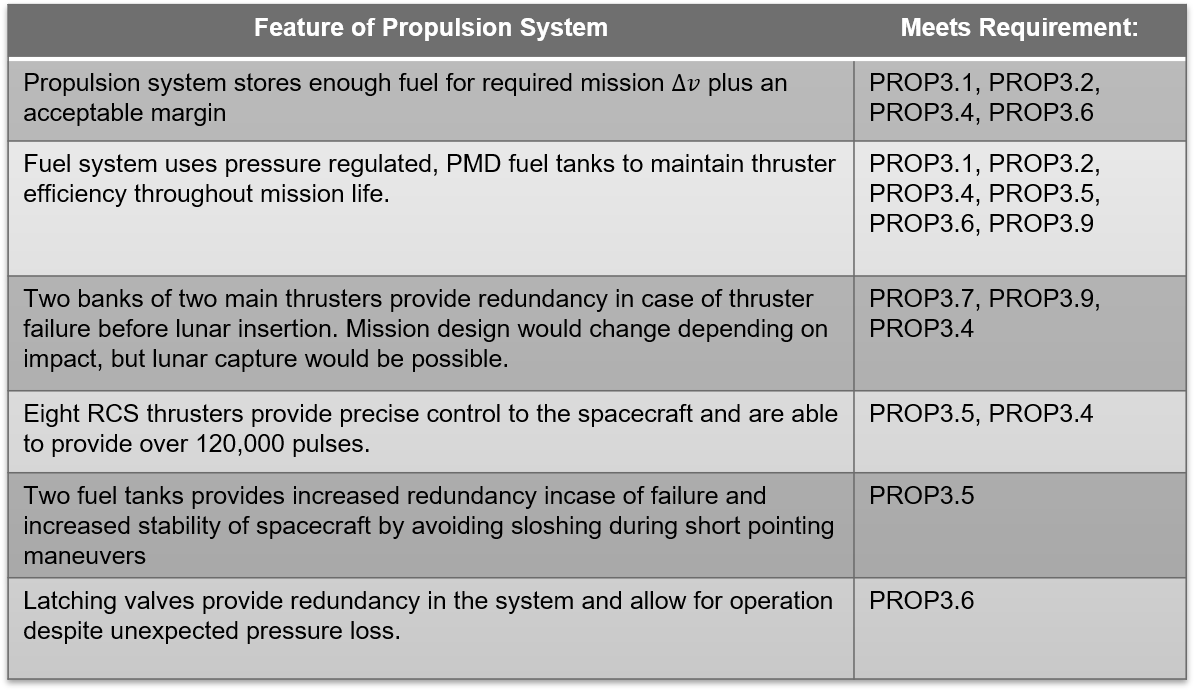 Feature of Propulsion System
Meets Requirement:
Propulsion system stores enough fuel for required mission Δ𝑣 plus an
acceptable margin
PROP3.1, PROP3.2,
PROP3.4, PROP3.6
Fuel system uses pressure regulated, PMD fuel tanks to maintain thruster
efficiency throughout mission life.
PROP3.1, PROP3.2,
PROP3.4, PROP3.5,
PROP3.6, PROP3.9
Two banks of two main thrusters provide redundancy in case of thruster
failure before lunar insertion. Mission design would change depending on
impact, but lunar capture would be possible.
PROP3.7, PROP3.9,
PROP3.4
Eight RCS thrusters provide precise control to the spacecraft and are able
to provide over 120,000 pulses.
PROP3.5, PROP3.4
Two fuel tanks provides increased redundancy incase of failure and
increased stability of spacecraft by avoiding sloshing during short pointing
maneuvers
PROP3.5
Latching valves provide redundancy in the system and allow for operation
despite unexpected pressure loss.
PROP3.6